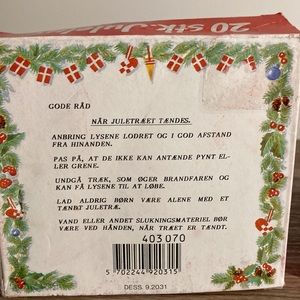 20 stk Jule
GODE RÅD
NÅR JULETRÆET TÆNDES.
ANBRING LYSENE LODRET OG I GOD AFSTAND
FRA HINANDEN.
PAS PÅ, AT DE IKKE KAN ANTÆNDE PYNT EL-
LER GRENE.
UNDGÅ TRÆK, SOM ØGER BRANDFAREN OG
KAN FÅ LYSENE TIL AT LØBE.
LAD ALDRIG BØRN VÆRE ALENE MED ET
TÆNDT JULETRÆ.
VAND ELLER ANDET SLUKNINGSMATERIEL BØR
VÆRE VED HÅNDEN, NÅR TRÆET ER TÆNDT.
403 070
5 702244 920315
DESS. 9.2031